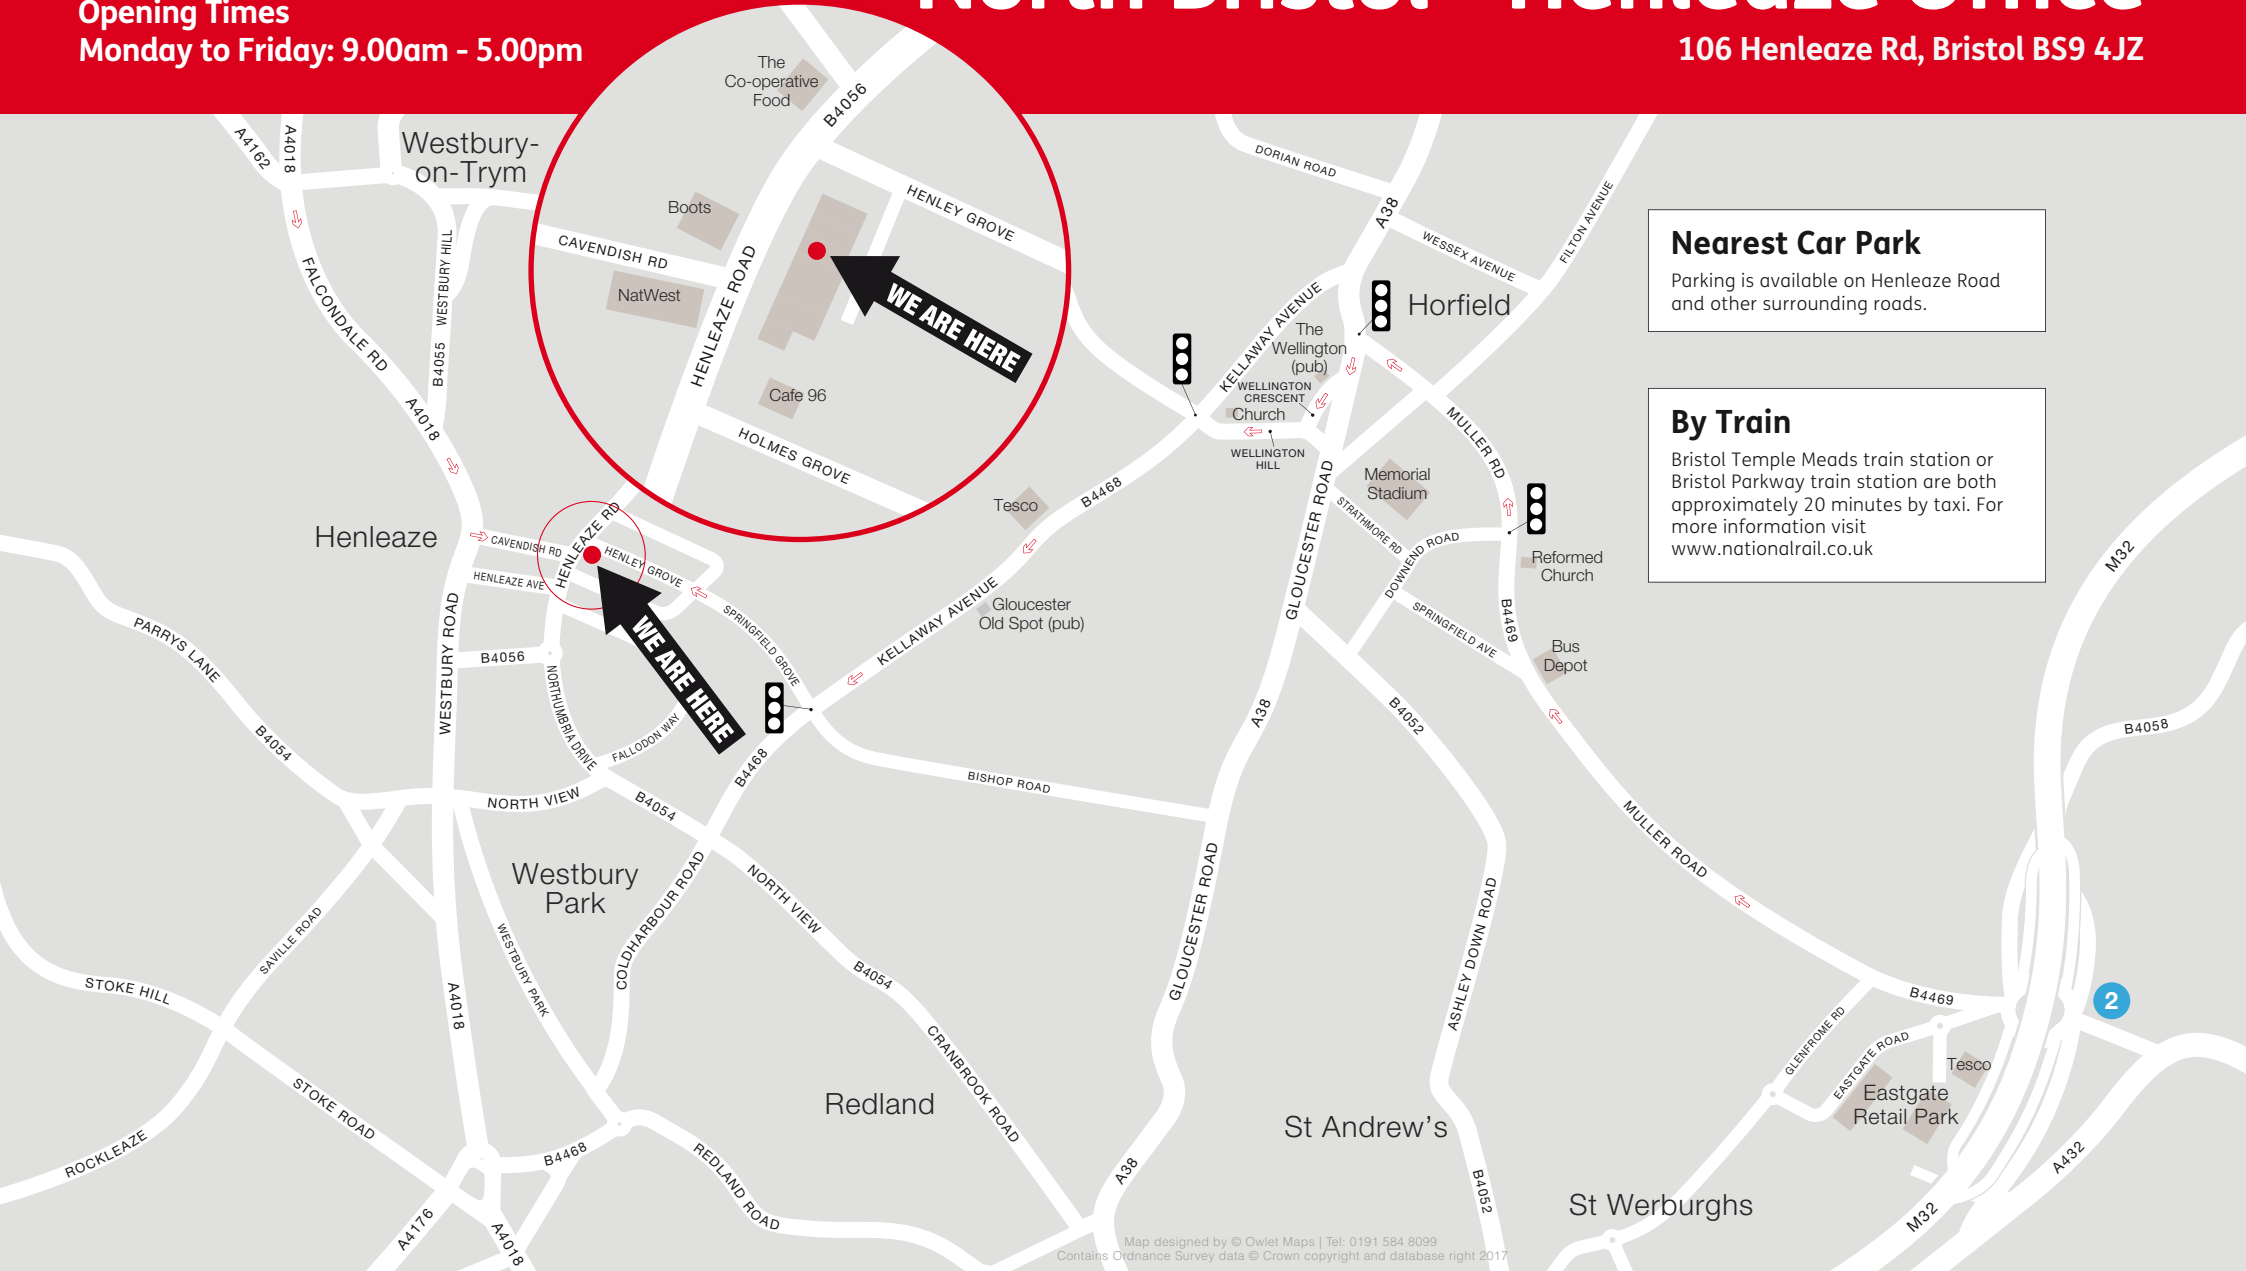 Opening Times
Monday to Friday: 9.00am - 5.00pm
North Bristol - Henleaze Office
106 Henleaze Rd, Bristol BS9 4JZ
The
Co-operative
Food
B4056
HENLEY GROVE
Boots
CAVENDISH RD
NatWest
HENLEAZE ROAD
WE ARE HERE
Cafe 96
HOLMES GROVE
A4162
A4018
Westbury-
on-Trym
WESTBURY HILL
B4055
FALCONDALE RD
A4018
Henleaze
CAVENDISH RD
HENLEAZE RD
HENLEY GROVE
HENLEAZE AVE
WE ARE HERE
SPRINGFIELD GROVE
WESTBURY ROAD
B4056
NORTHUMBRIA DRIVE
FALLODON WAY
PARRYS LANE
B4054
NORTH VIEW
B4054
B4468
DORIAN ROAD
A38
WESSEX AVENUE
FILTON AVENUE
Horfield
KELLAWAY AVENUE
The
Wellington
(pub)
WELLINGTON
CRESCENT
Church
WELLINGTON
HILL
MULLER RD
Memorial
Stadium
Tesco
B4468
GLOUCESTER ROAD
STRATHMORE RD
DOWNEND ROAD
Reformed
Church
KELLAWAY AVENUE
Gloucester
Old Spot (pub)
SPRINGFIELD AVE
B4469
Bus
Depot
A38
B4052
BISHOP ROAD
MULLER ROAD
Nearest Car Park
Parking is available on Henleaze Road
and other surrounding roads.
By Train
Bristol Temple Meads train station or
Bristol Parkway train station are both
approximately 20 minutes by taxi. For
more information visit
www.nationalrail.co.uk
M32
B4058
Westbury
Park
COLDHARBOUR ROAD
NORTH VIEW
SAVILLE ROAD
WESTBURY PARK
STOKE HILL
A4018
B4054
GLOUCESTER ROAD
ASHLEY DOWN ROAD
B4469
2
GLENFROME RD
EASTGATE ROAD
Tesco
Eastgate
Retail Park
CRANBROOK ROAD
Redland
St Andrew's
STOKE ROAD
ROCKLEAZE
B4468
REDLAND ROAD
A38
B4052
A432
St Werburghs
M32
A4176
A4018
Map designed by © Owlet Maps | Tel: 0191 584 8099
Contains Ordnance Survey data © Crown copyright and database right 2017